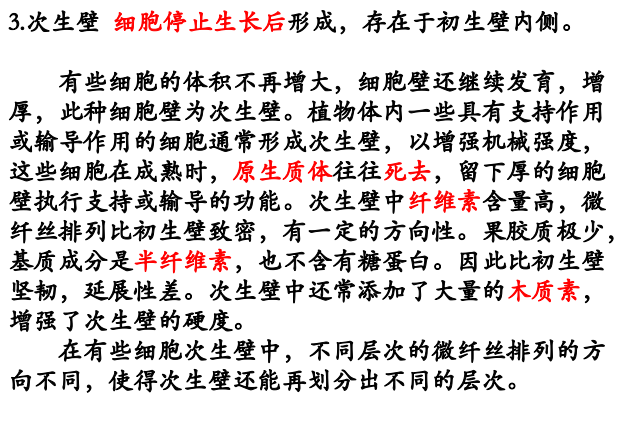 3.次生壁 细胞停止生长后形成，存在于初生壁内侧。
有些细胞的体积不再增大，细胞壁还继续发育，增
厚，此种细胞壁为次生壁。植物体内一些具有支持作用
或输导作用的细胞通常形成次生壁，以增强机械强度，
这些细胞在成熟时，原生质体往往死去，留下厚的细胞
壁执行支持或输导的功能。次生壁中纤维素含量高，微
纤丝排列比初生壁致密，有一定的方向性。果胶质极少，
基质成分是半纤维素，也不含有糖蛋白。因此比初生壁
坚韧，延展性差。次生壁中还常添加了大量的木质素，
增强了次生壁的硬度。
在有些细胞次生壁中，不同层次的微纤丝排列的方
向不同，使得次生壁还能再划分出不同的层次。